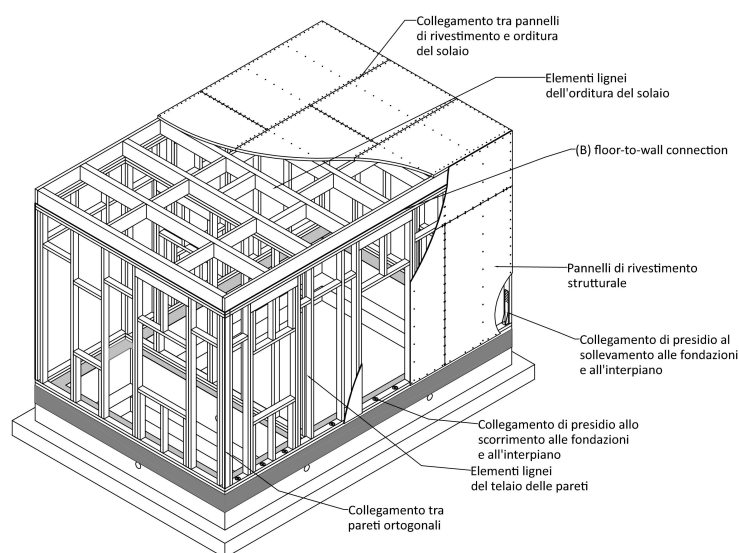 Collegamento tra pannelli
di rivestimento e orditura
del solaio
Elementi lignei
dell'orditura del solaio
(B) floor-to-wall connection
Pannelli di rivestimento
strutturale
Collegamento di presidio al
sollevamento alle fondazioni
e all'interpiano
Collegamento di presidio allo
scorrimento alle fondazioni
e all'interpiano
Elementi lignei
del telaio delle pareti
Collegamento tra
pareti ortogonali